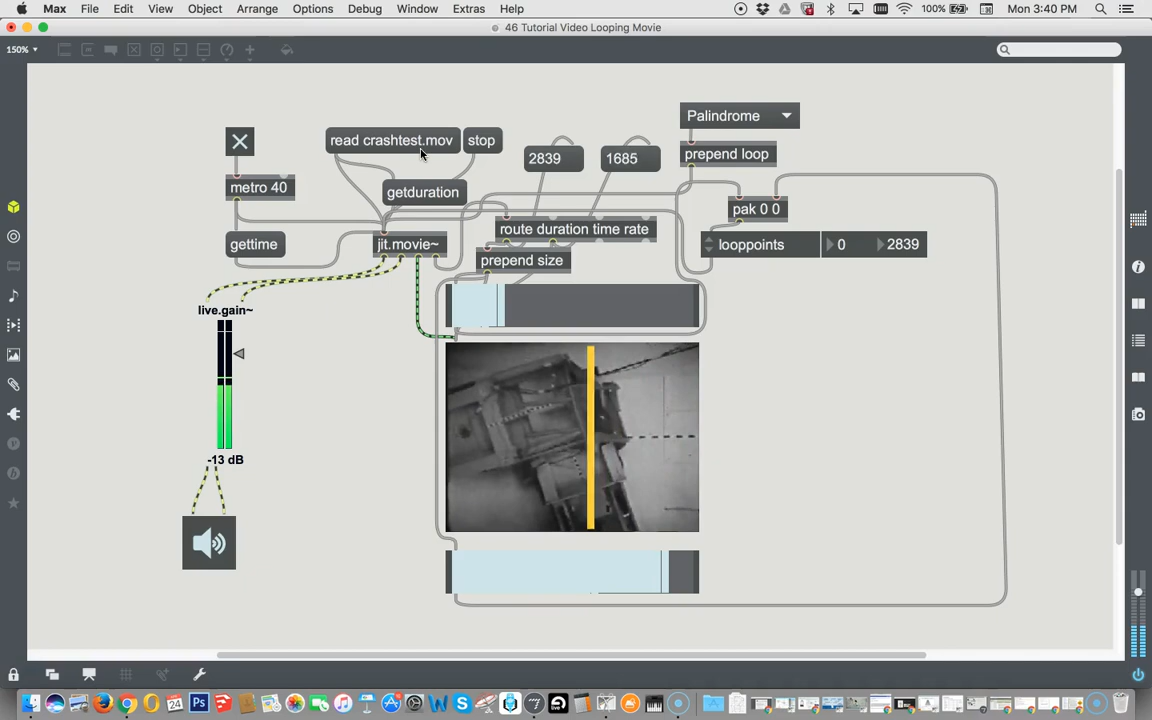 Max File Edit View Object Arrange Options Debug Window Extras Help 100% Mon 3:40 PM
46 Tutorial Video Looping Movie
150%
Palindrome
read crashtest.mov stop
2839 1685
prepend loop
metro 40
getduration
pak 0 0
route duration time rate
gettime
jit.movie~
looppoints 0 2839
prepend size
live.gain~
-13 dB